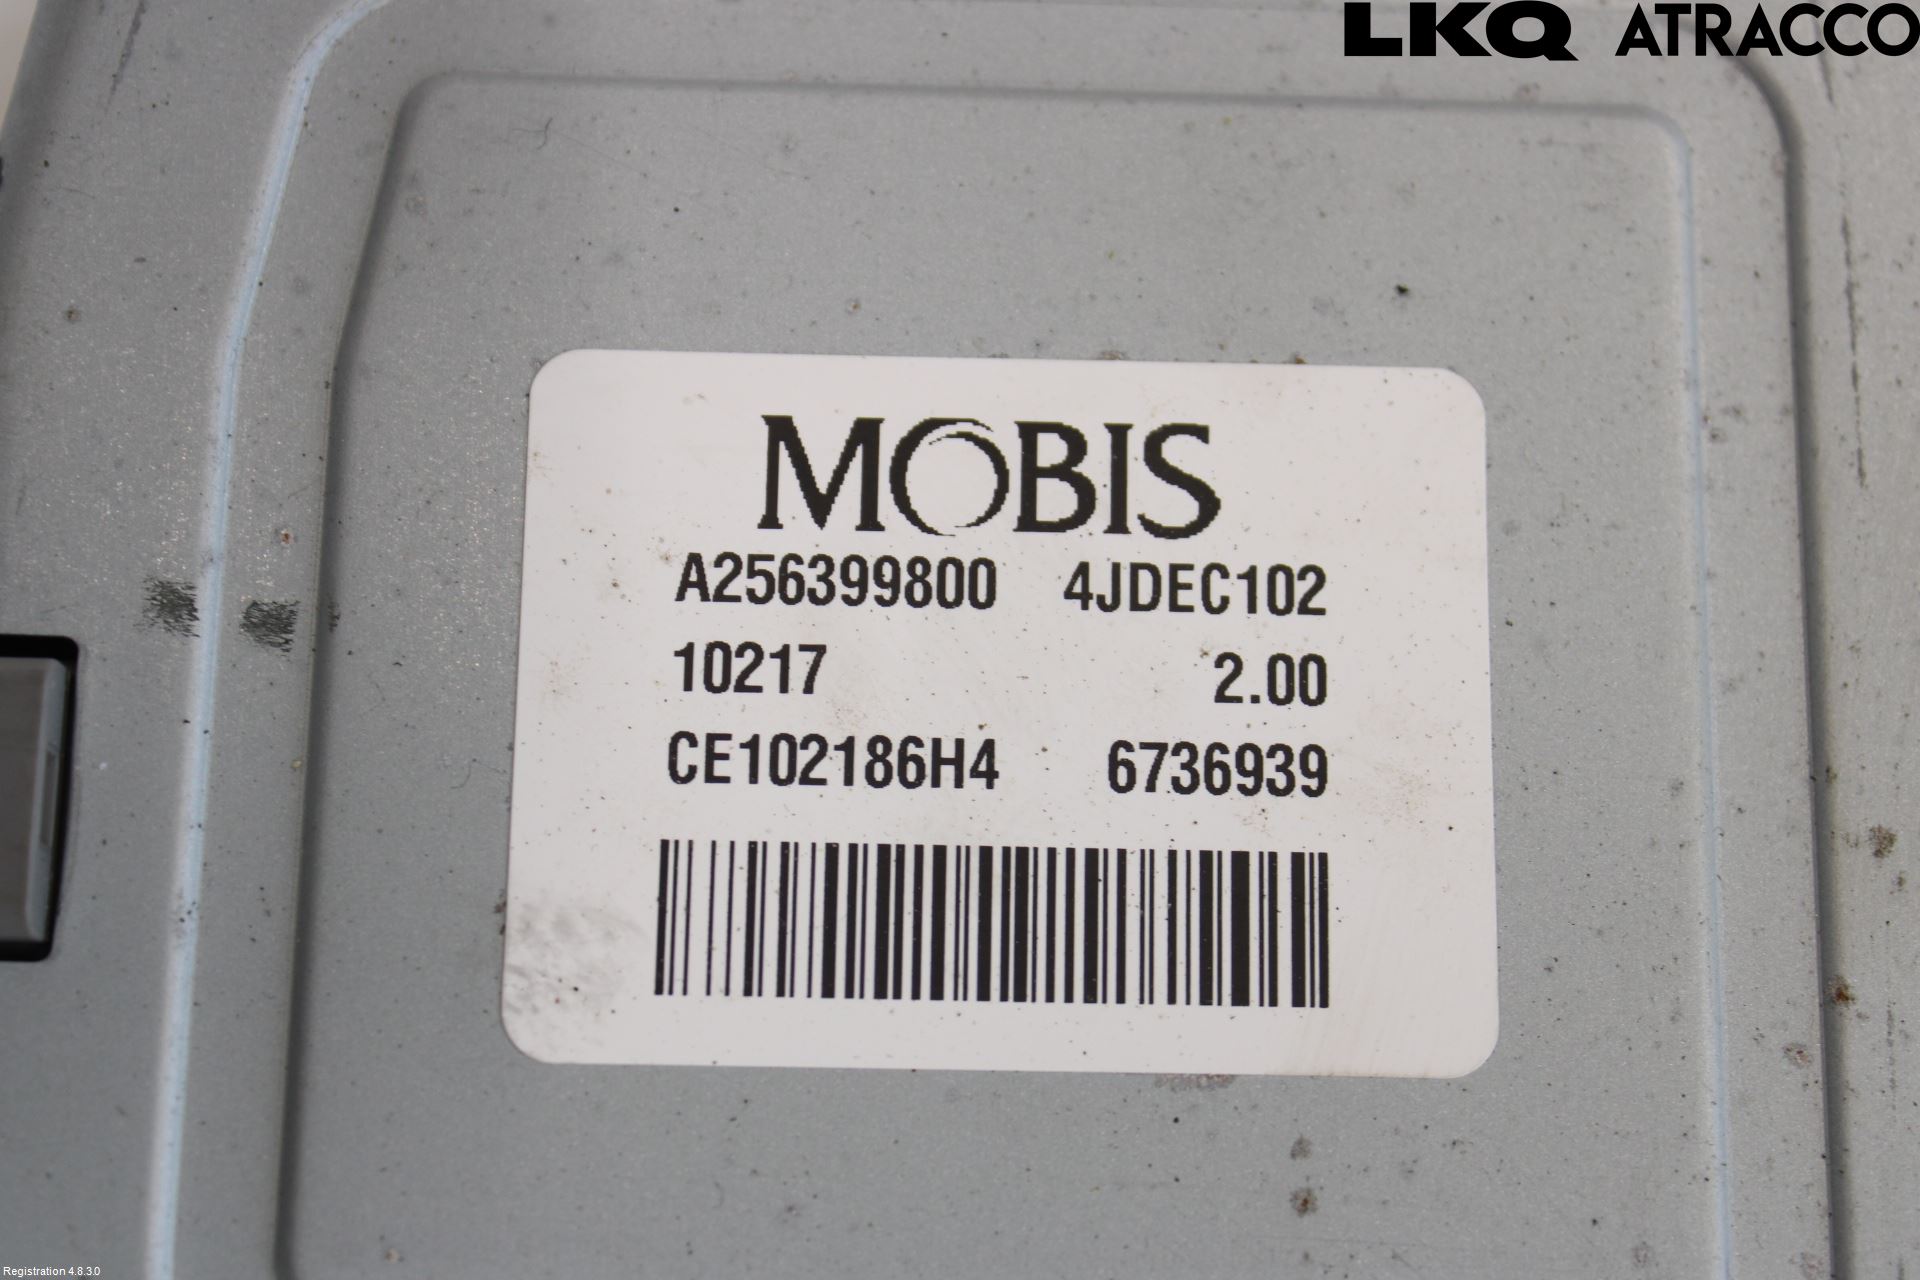 LKQ ATRACCO
MOBIS
A256399800 4JDEC102
10217 2.00
CE102186H4 6736939
Registration 4.8.3.0